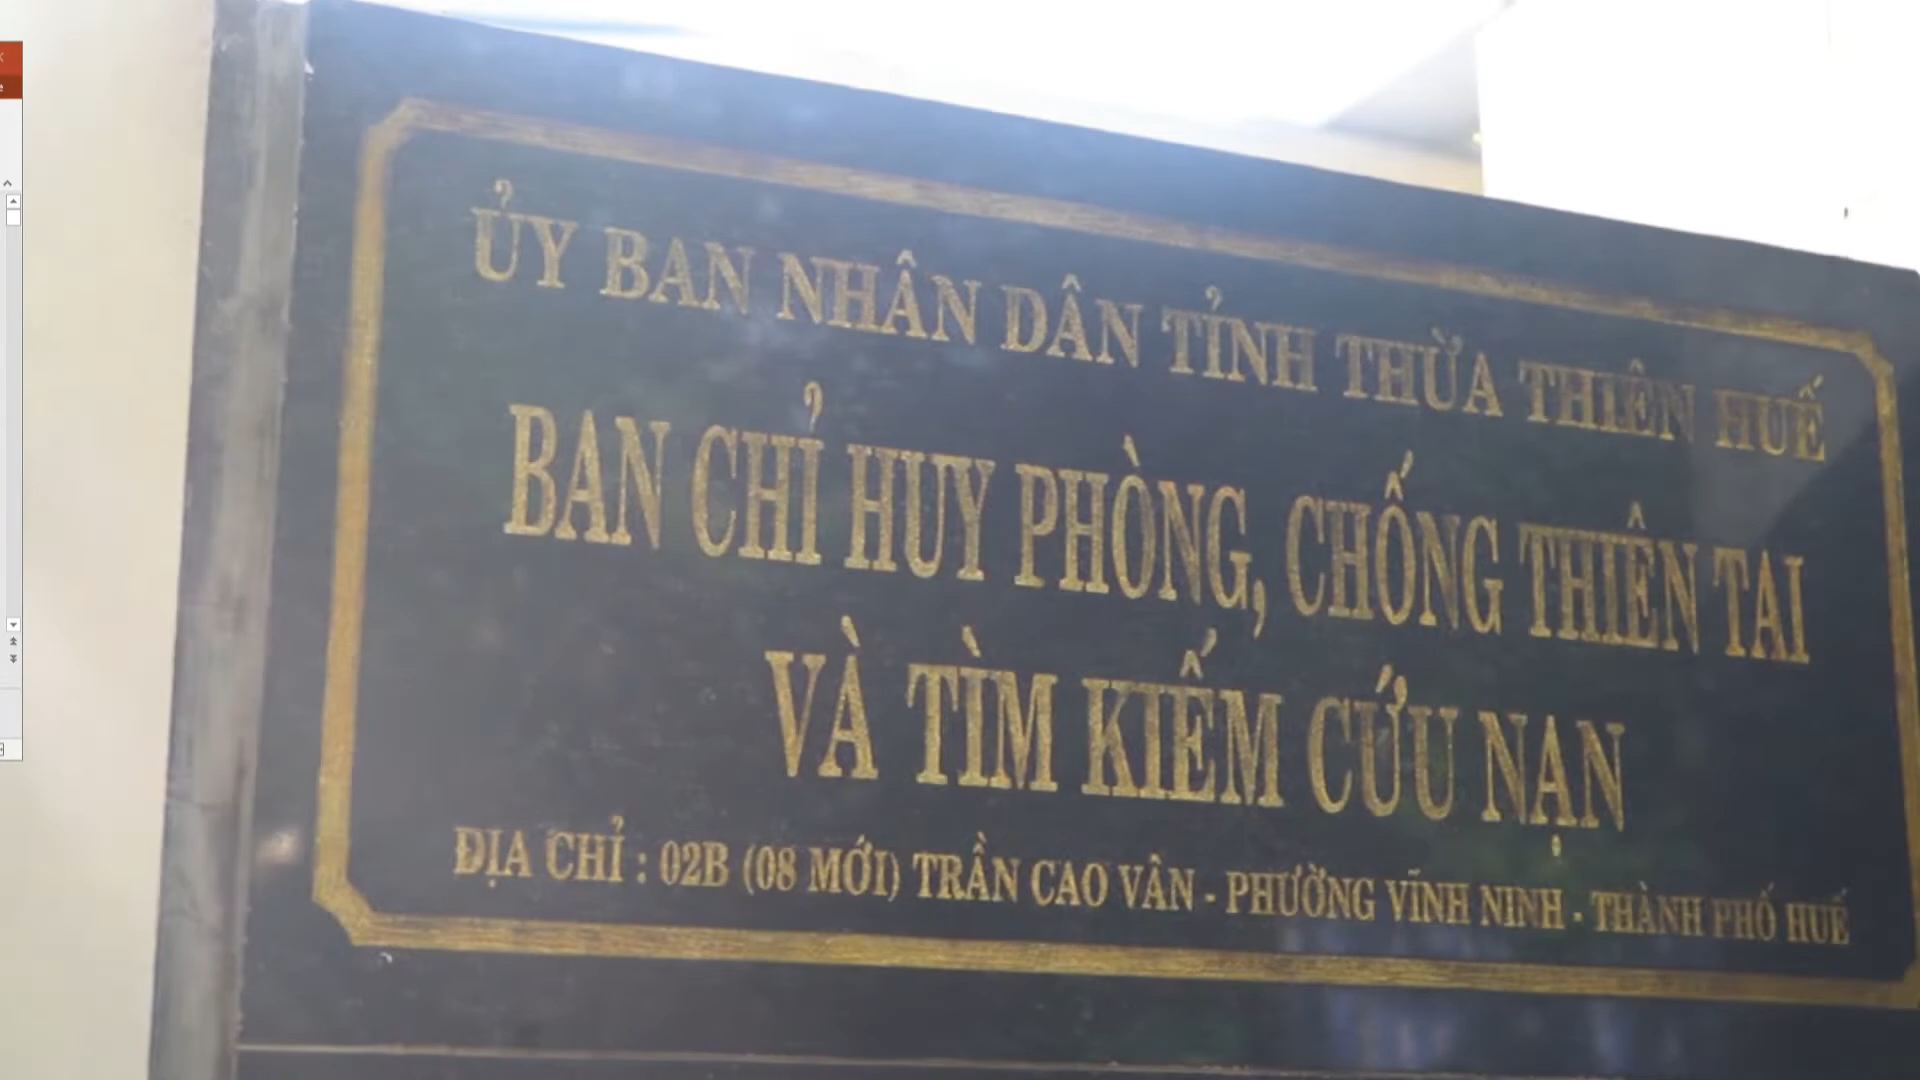 ỦY BAN NHÂN DÂN TỈNH THỪA THIÊN HUẾ
BAN CHỈ HUY PHÒNG, CHỐNG THIÊN TAI
VÀ TÌM KIẾM CỨU NẠN
ĐỊA CHỈ : 02B (08 MỚI) TRẦN CAO VÂN - PHƯỜNG VĨNH NINH - THÀNH PHỐ HUẾ